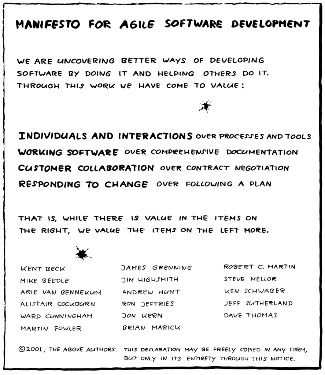 MANIFESTO FOR AGILE SOFTWARE DEVELOPMENT
WE ARE UNCOVERING BETTER WAYS OF DEVELOPING
SOFTWARE BY DOING IT AND HELPING OTHERS DO IT.
THROUGH THIS WORK WE HAVE COME TO VALUE:
INDIVIDUALS AND INTERACTIONS OVER PROCESSES AND TOOLS
WORKING SOFTWARE OVER COMPREHENSIVE DOCUMENTATION
CUSTOMER COLLABORATION OVER CONTRACT NEGOTIATION
RESPONDING TO CHANGE OVER FOLLOWING A PLAN
THAT IS, WHILE THERE IS VALUE IN THE ITEMS ON
THE RIGHT, WE VALUE THE ITEMS ON THE LEFT MORE.
KENT BECK
MIKE BEEDLE
ARIE VAN BENNEKUM
ALISTAIR COCKBURN
WARD CUNNINGHAM
MARTIN FOWLER
JAMES GRENNING
JIM HIGHSMITH
ANDREW HUNT
RON JEFFRIES
JON KERN
BRIAN MARICK
ROBERT C. MARTIN
STEVE MELLOR
KEN SCHWABER
JEFF SUTHERLAND
DAVE THOMAS
©2001, THE ABOVE AUTHORS. THIS DECLARATION MAY BE FREELY COPIED IN ANY FORM,
BUT ONLY IN ITS ENTIRETY THROUGH THIS NOTICE.